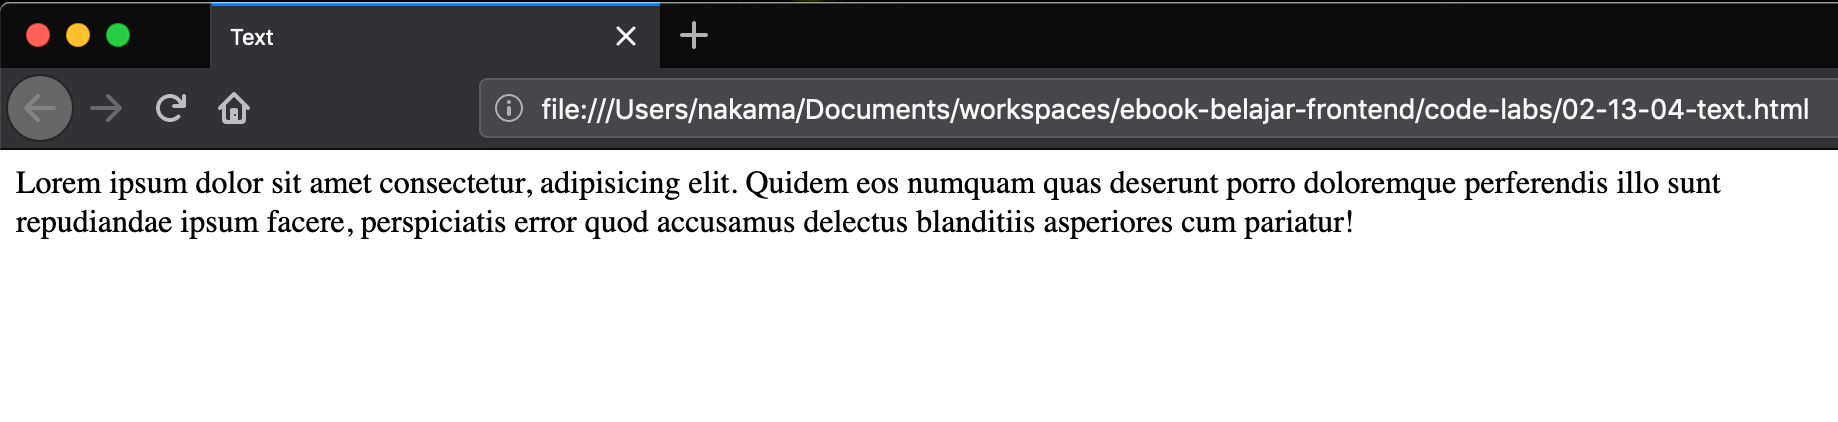 Text
file:///Users/nakama/Documents/workspaces/ebook-belajar-frontend/code-labs/02-13-04-text.html
Lorem ipsum dolor sit amet consectetur, adipisicing elit. Quidem eos numquam quas deserunt porro doloremque perferendis illo sunt
repudiandae ipsum facere, perspiciatis error quod accusamus delectus blanditiis asperiores cum pariatur!